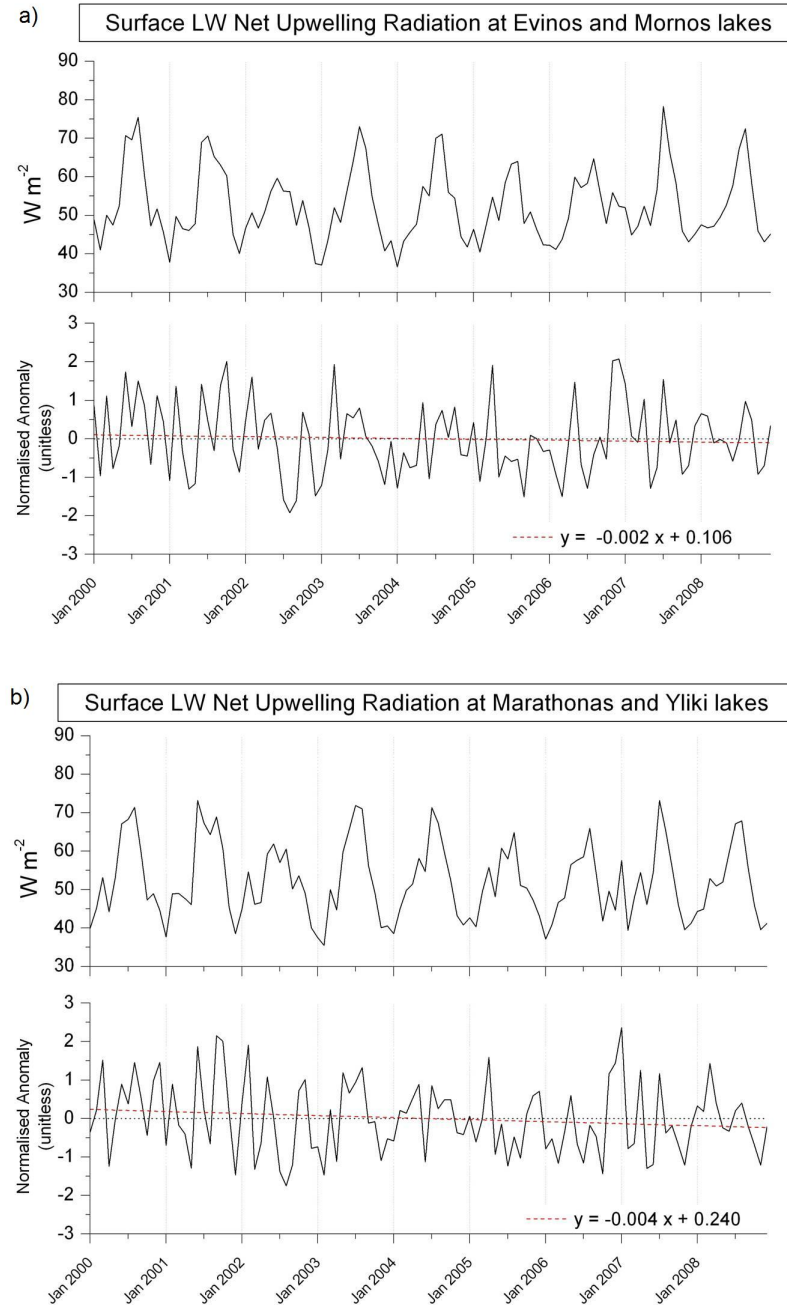 a)
Surface LW Net Upwelling Radiation at Evinos and Mornos lakes
90
80
70
60
50
40
30
W m-2
3
2
1
0
-1
-2
-3
Normalised Anomaly
(unitless)
y = -0.002 x + 0.106
Jan 2000
Jan 2001
Jan 2002
Jan 2003
Jan 2004
Jan 2005
Jan 2006
Jan 2007
Jan 2008
b)
Surface LW Net Upwelling Radiation at Marathonas and Yliki lakes
90
80
70
60
50
40
30
W m-2
3
2
1
0
-1
-2
-3
Normalised Anomaly
(unitless)
y = -0.004 x + 0.240
Jan 2000
Jan 2001
Jan 2002
Jan 2003
Jan 2004
Jan 2005
Jan 2006
Jan 2007
Jan 2008